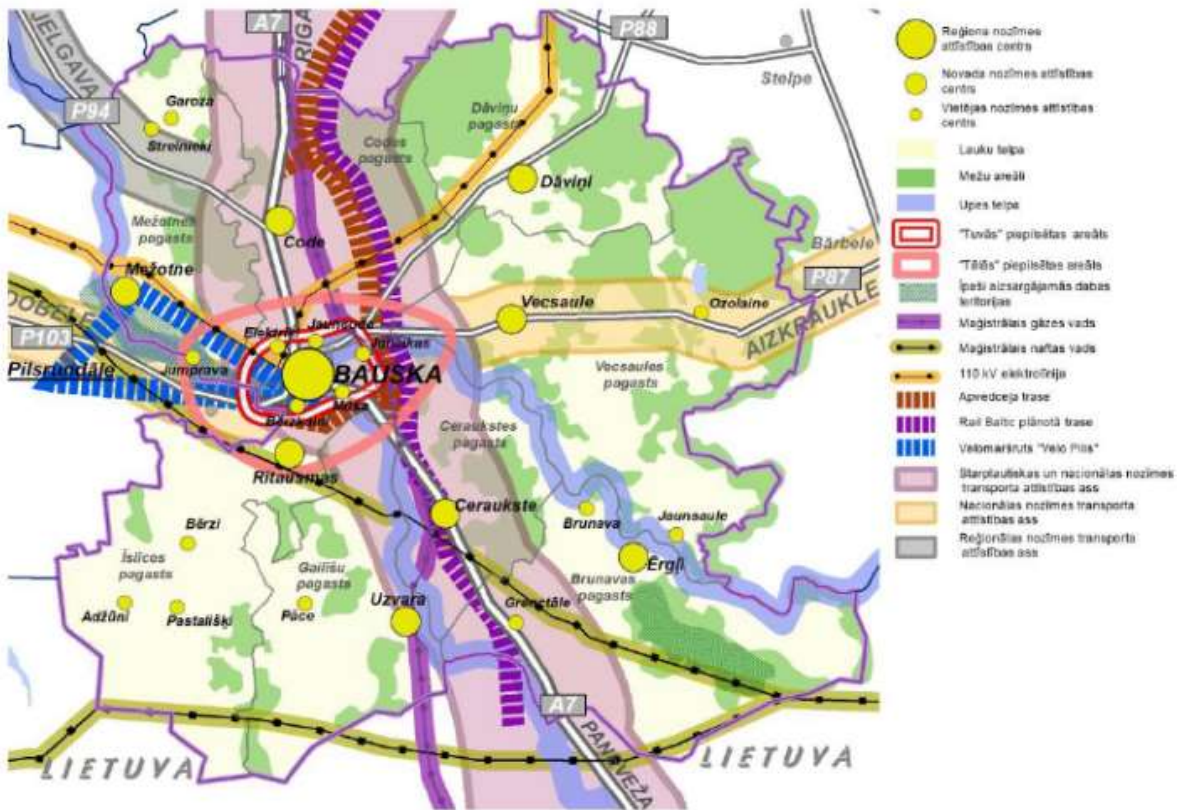 A7
P88
JELGAVA
RIGA
Stelpe
Garoza
P94
Dāviņu
pagasts
Strelnieki
Codes
pagasts
Dāviņi
Mežotnes
pagasts
Code
Bārbele
P87
Mežotne
Vecsaule
Ozolaine
DOBELE
AIZKRAUKLE
P103
Jauncode
Pilsrundāle
Jumprava
BAUSKA
Vecsaules
pagasts
Bērzkalni
Ceraukstes
pagasts
Rītausmas
Ceraukste
Brunava
Jaunsaule
Bērzi
Īslīces
pagasts
Gailīšu
pagasts
Ērgļi
Brunavas
pagasts
Adžūni
Pastališķi
Pāce
Uzvara
Grenctāle
A7
PANEVĒŽA
LIETUVA
LIETUVA
Reģiona nozīmes
attīstības centrs
Novada nozīmes attīstības
centrs
Vietējas nozīmes attīstības
centrs
Lauku telpa
Mežu areāli
Upes telpa
"Tuvās" piepilsētas areāls
"Tālās" piepilsētas areāls
Īpaši aizsargājamās dabas
teritorijas
Maģistrālais gāzes vads
Maģistrālais naftas vads
110 kV elektrolīnija
Apvedceļa trase
Rail Baltic plānotā trase
Velomaršruts "Velo Pils"
Starptautiskas un nacionālas nozīmes
transporta attīstības ass
Nacionālas nozīmes transporta
attīstības ass
Reģionālas nozīmes transporta
attīstības ass